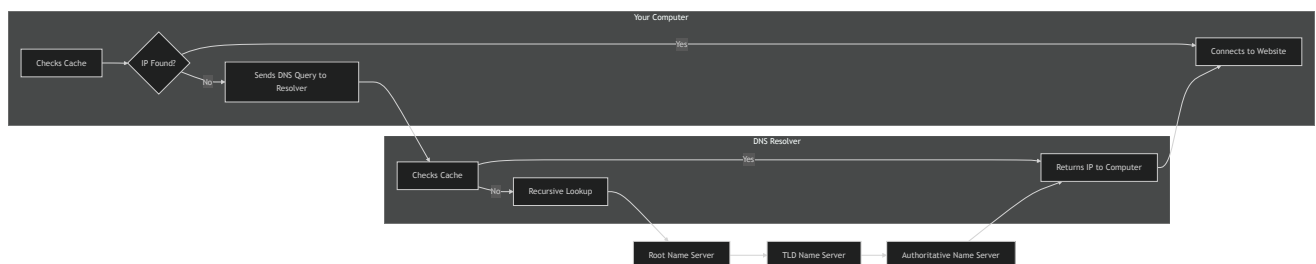 Your Computer
Checks Cache
IP Found?
Yes
No
Sends DNS Query to
Resolver
Connects to Website
DNS Resolver
Checks Cache
Yes
No
Recursive Lookup
Returns IP to Computer
Root Name Server
TLD Name Server
Authoritative Name Server